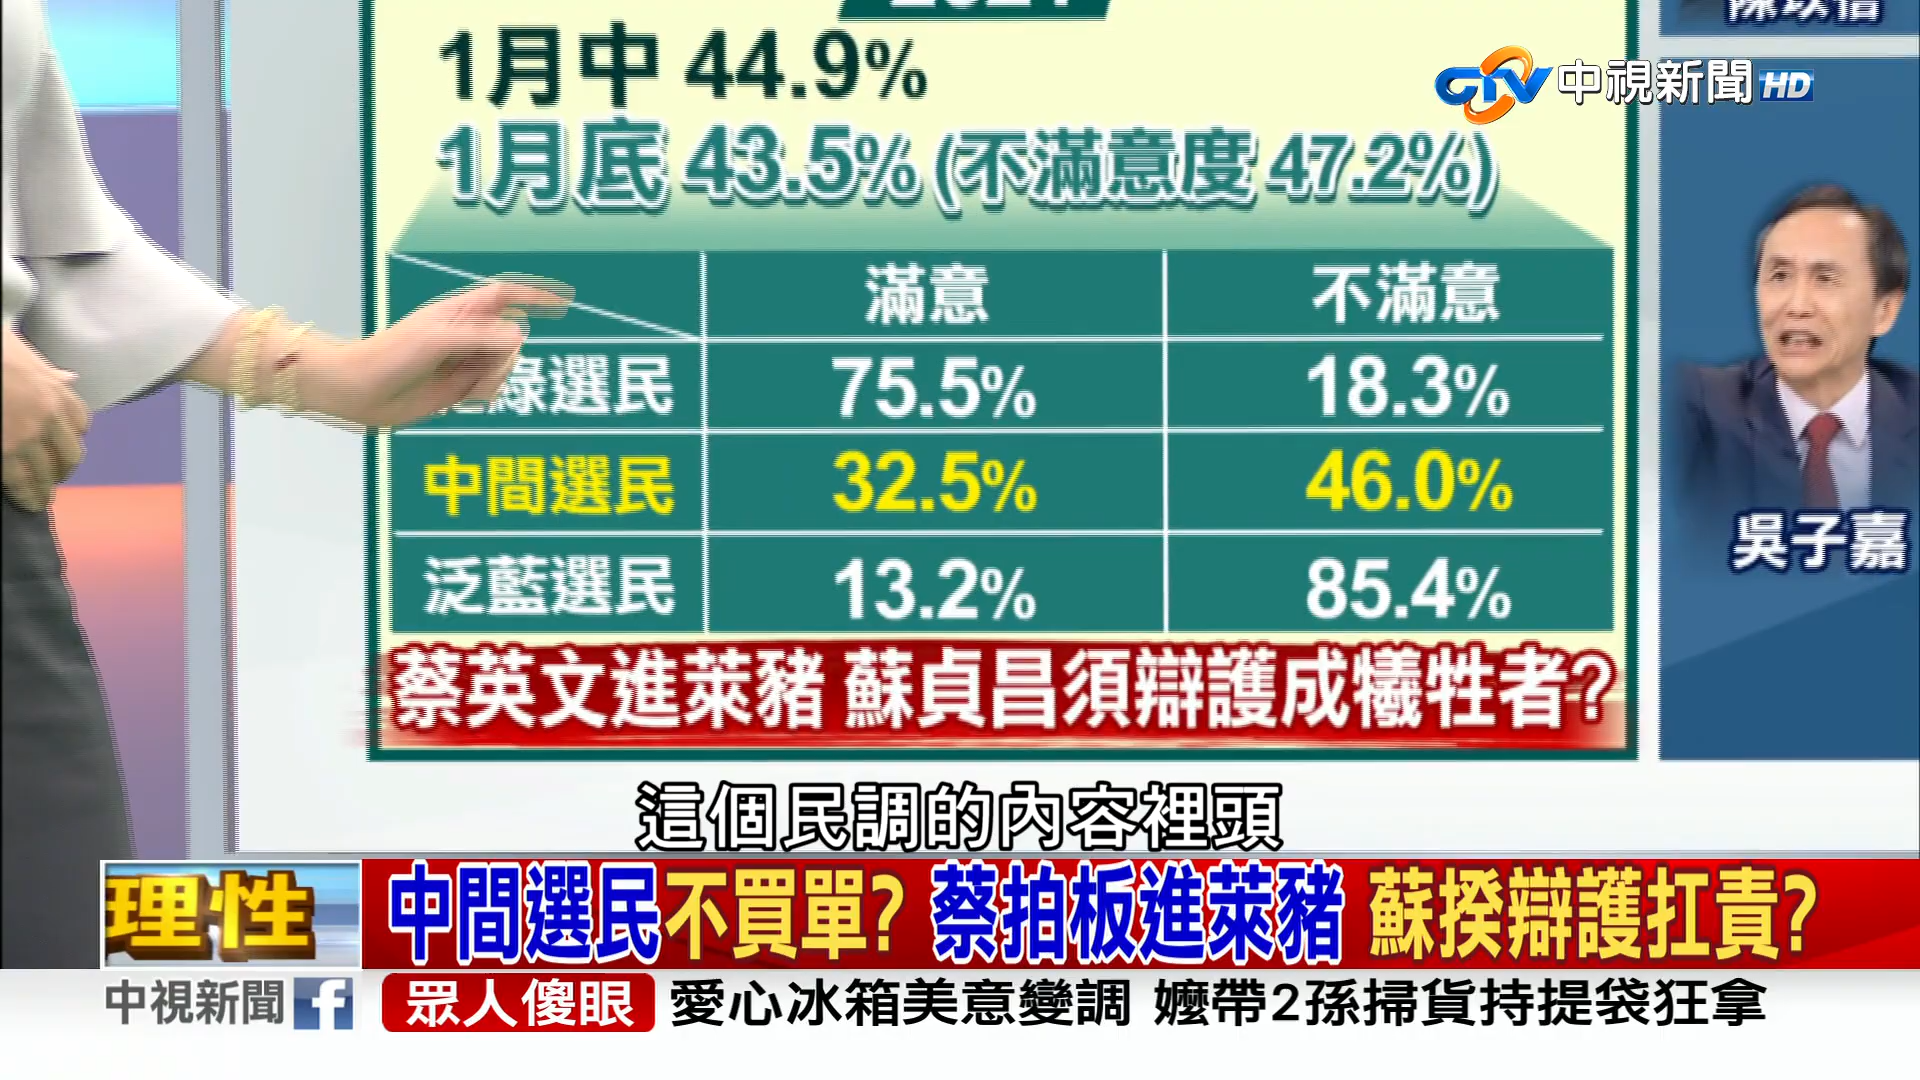 1月中 44.9%
1月底 43.5% (不滿意度 47.2%)
CTV 中視新聞 HD
滿意 不滿意
綠選民 75.5% 18.3%
中間選民 32.5% 46.0%
泛藍選民 13.2% 85.4%
吳子嘉
蔡英文進萊豬 蘇貞昌須辯護成犧牲者?
這個民調的內容裡頭
理性 中間選民不買單? 蔡拍板進萊豬 蘇揆辯護扛責?
中視新聞 f 眾人傻眼 愛心冰箱美意變調 嬤帶2孫掃貨持提袋狂拿